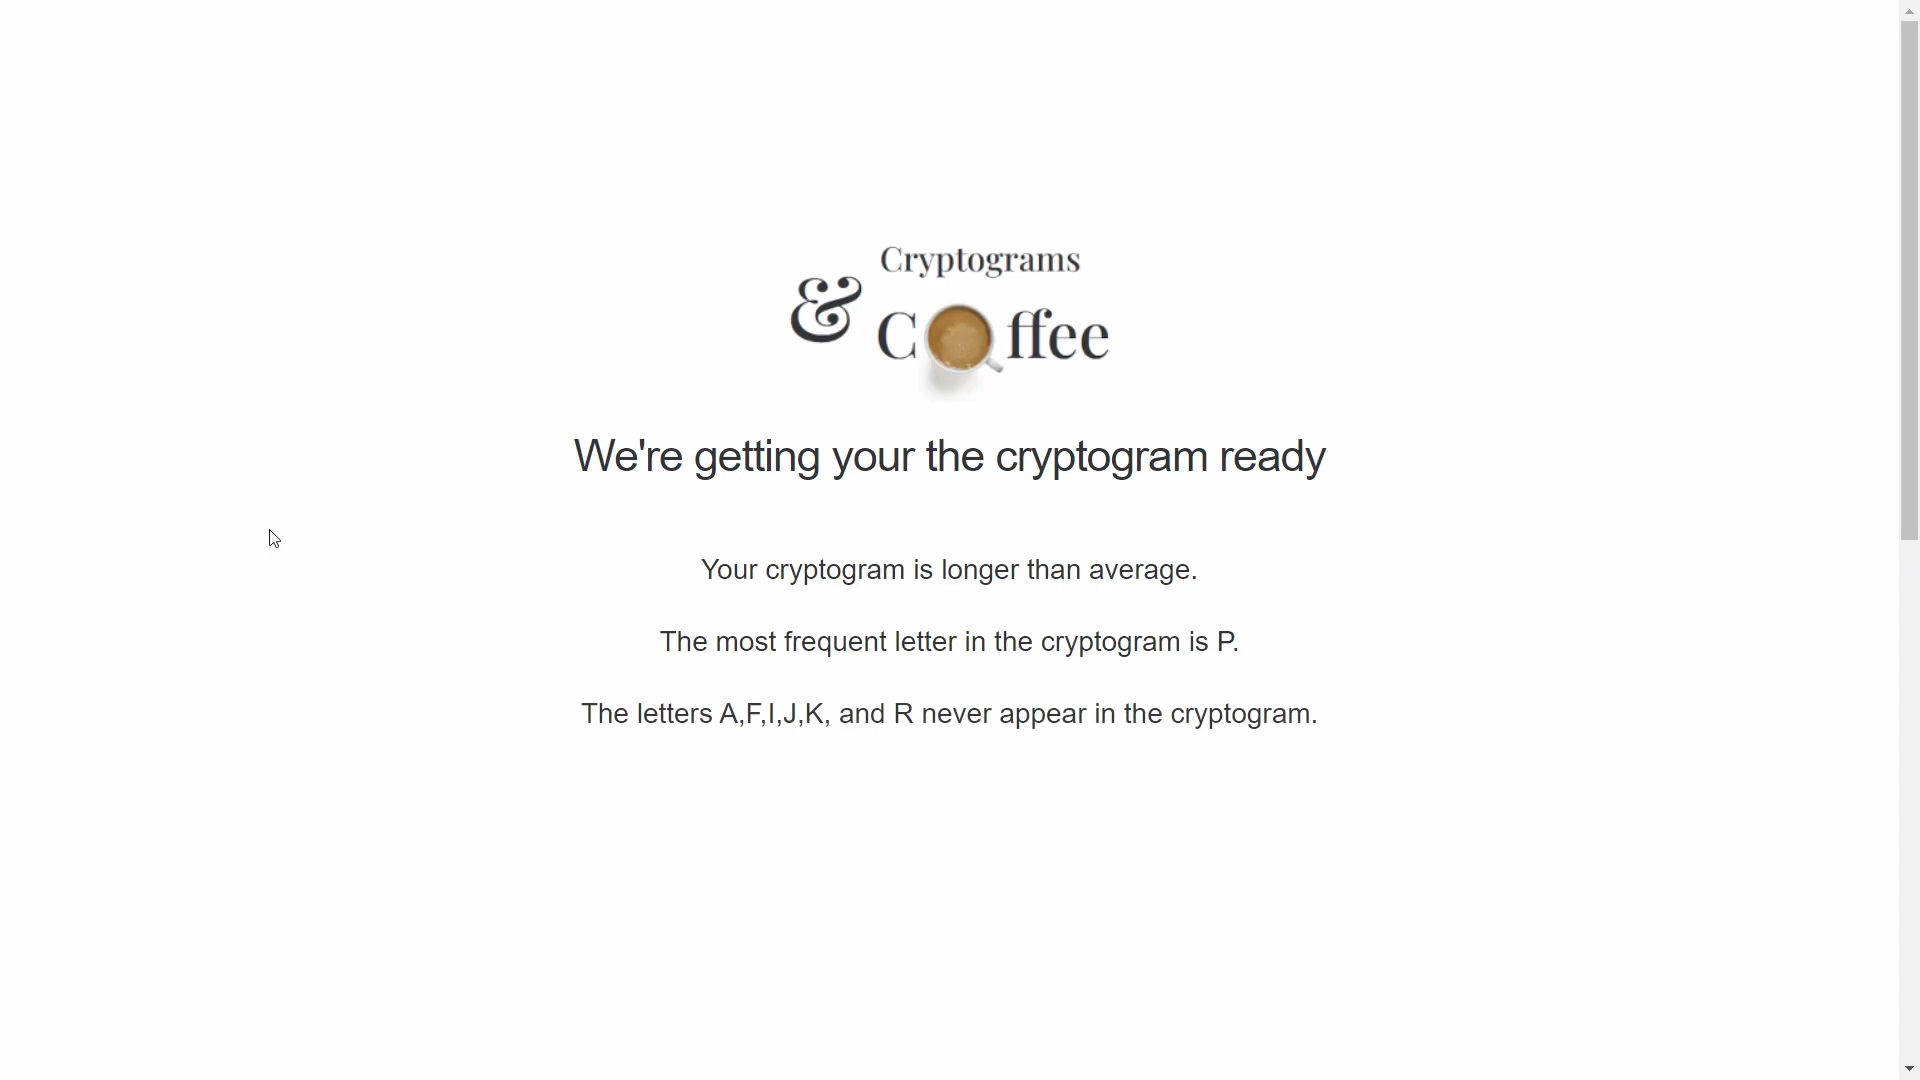 Cryptograms
& Coffee
We're getting your the cryptogram ready
Your cryptogram is longer than average.
The most frequent letter in the cryptogram is P.
The letters A,F,I,J,K, and R never appear in the cryptogram.